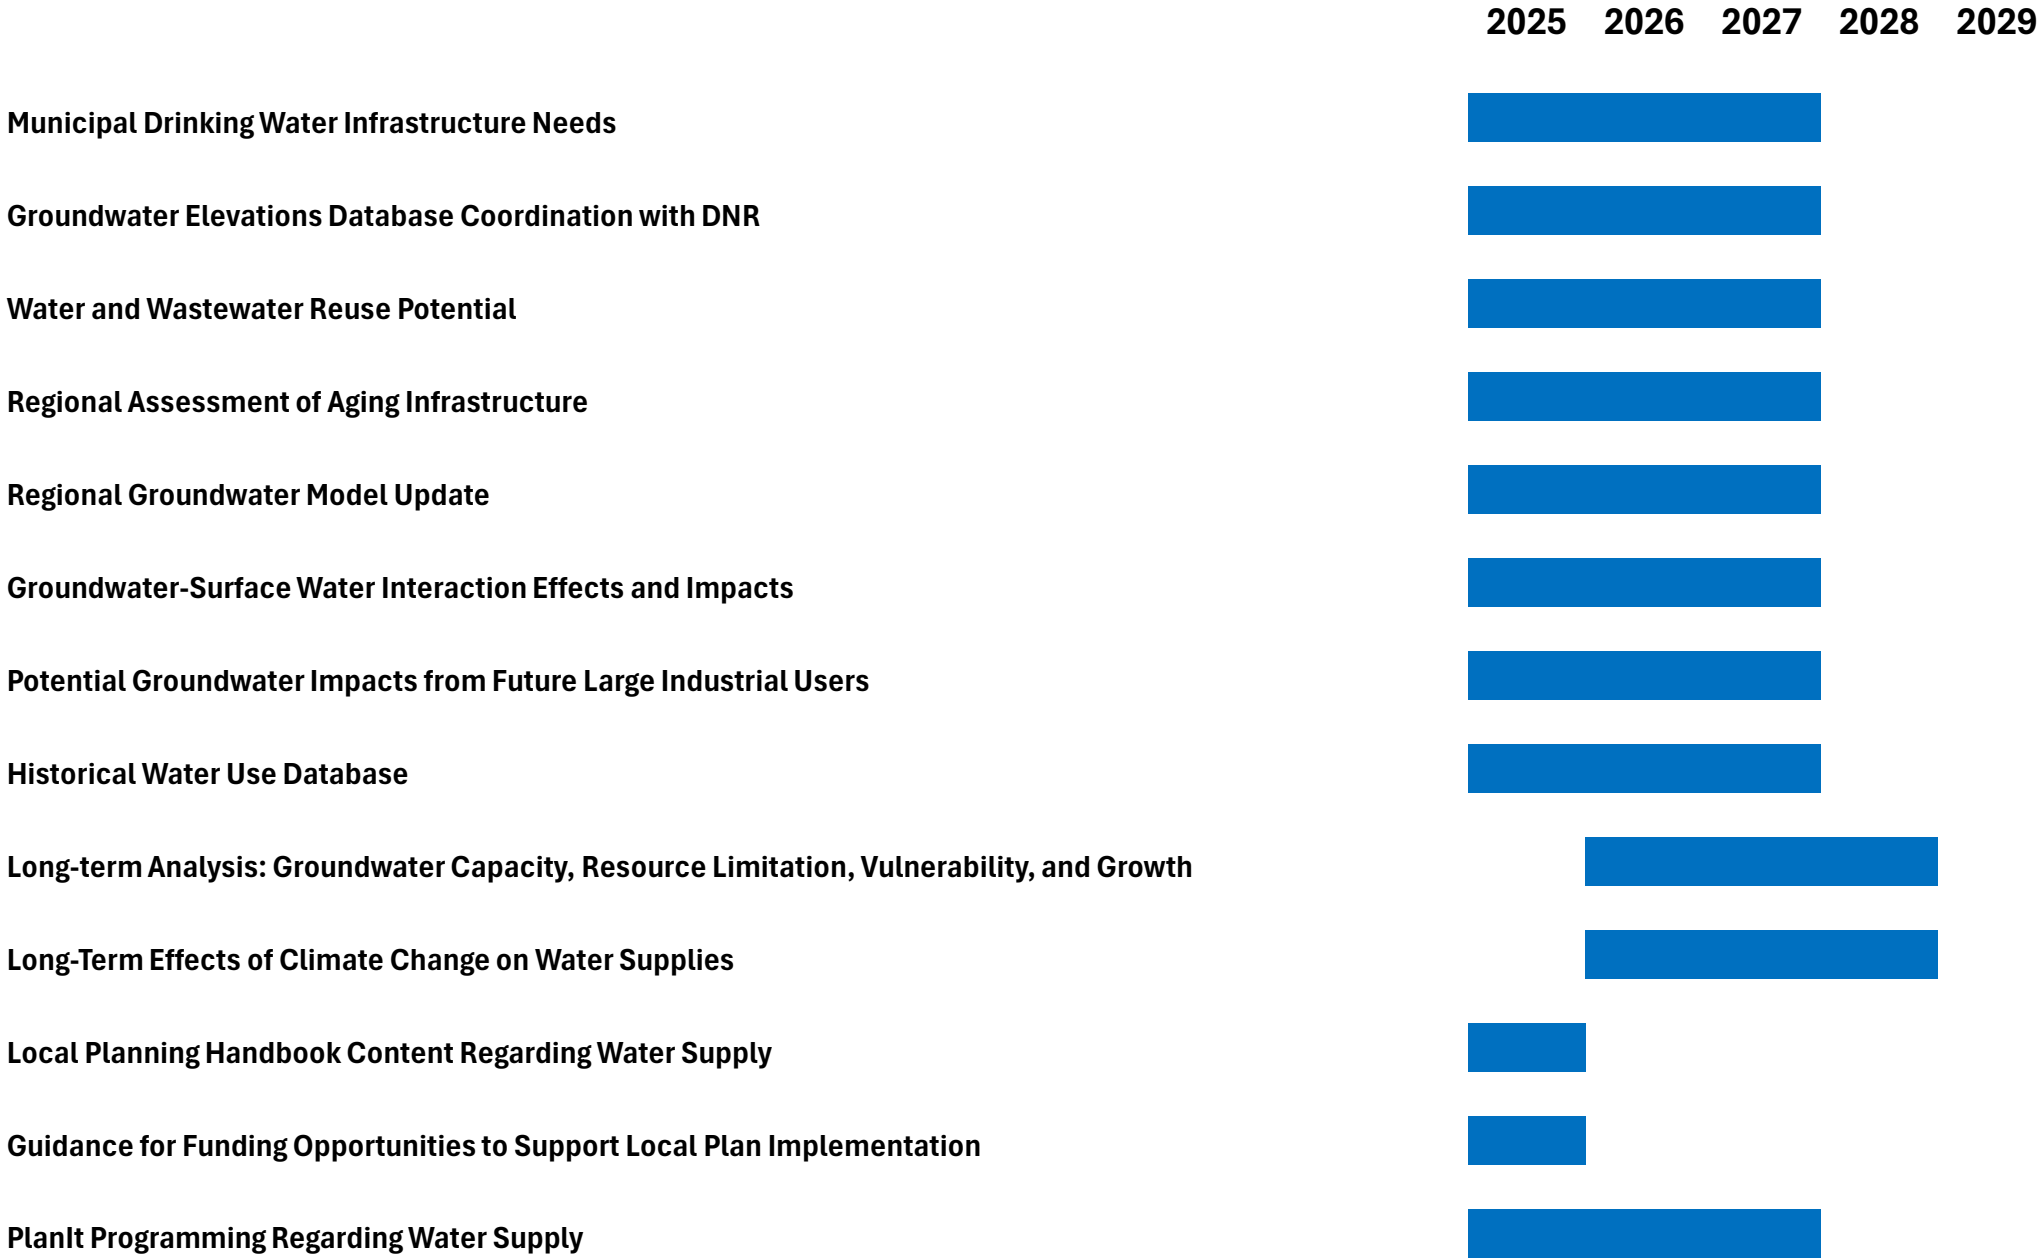 2025 2026 2027 2028 2029
Municipal Drinking Water Infrastructure Needs
Groundwater Elevations Database Coordination with DNR
Water and Wastewater Reuse Potential
Regional Assessment of Aging Infrastructure
Regional Groundwater Model Update
Groundwater-Surface Water Interaction Effects and Impacts
Potential Groundwater Impacts from Future Large Industrial Users
Historical Water Use Database
Long-term Analysis: Groundwater Capacity, Resource Limitation, Vulnerability, and Growth
Long-Term Effects of Climate Change on Water Supplies
Local Planning Handbook Content Regarding Water Supply
Guidance for Funding Opportunities to Support Local Plan Implementation
PlanIt Programming Regarding Water Supply